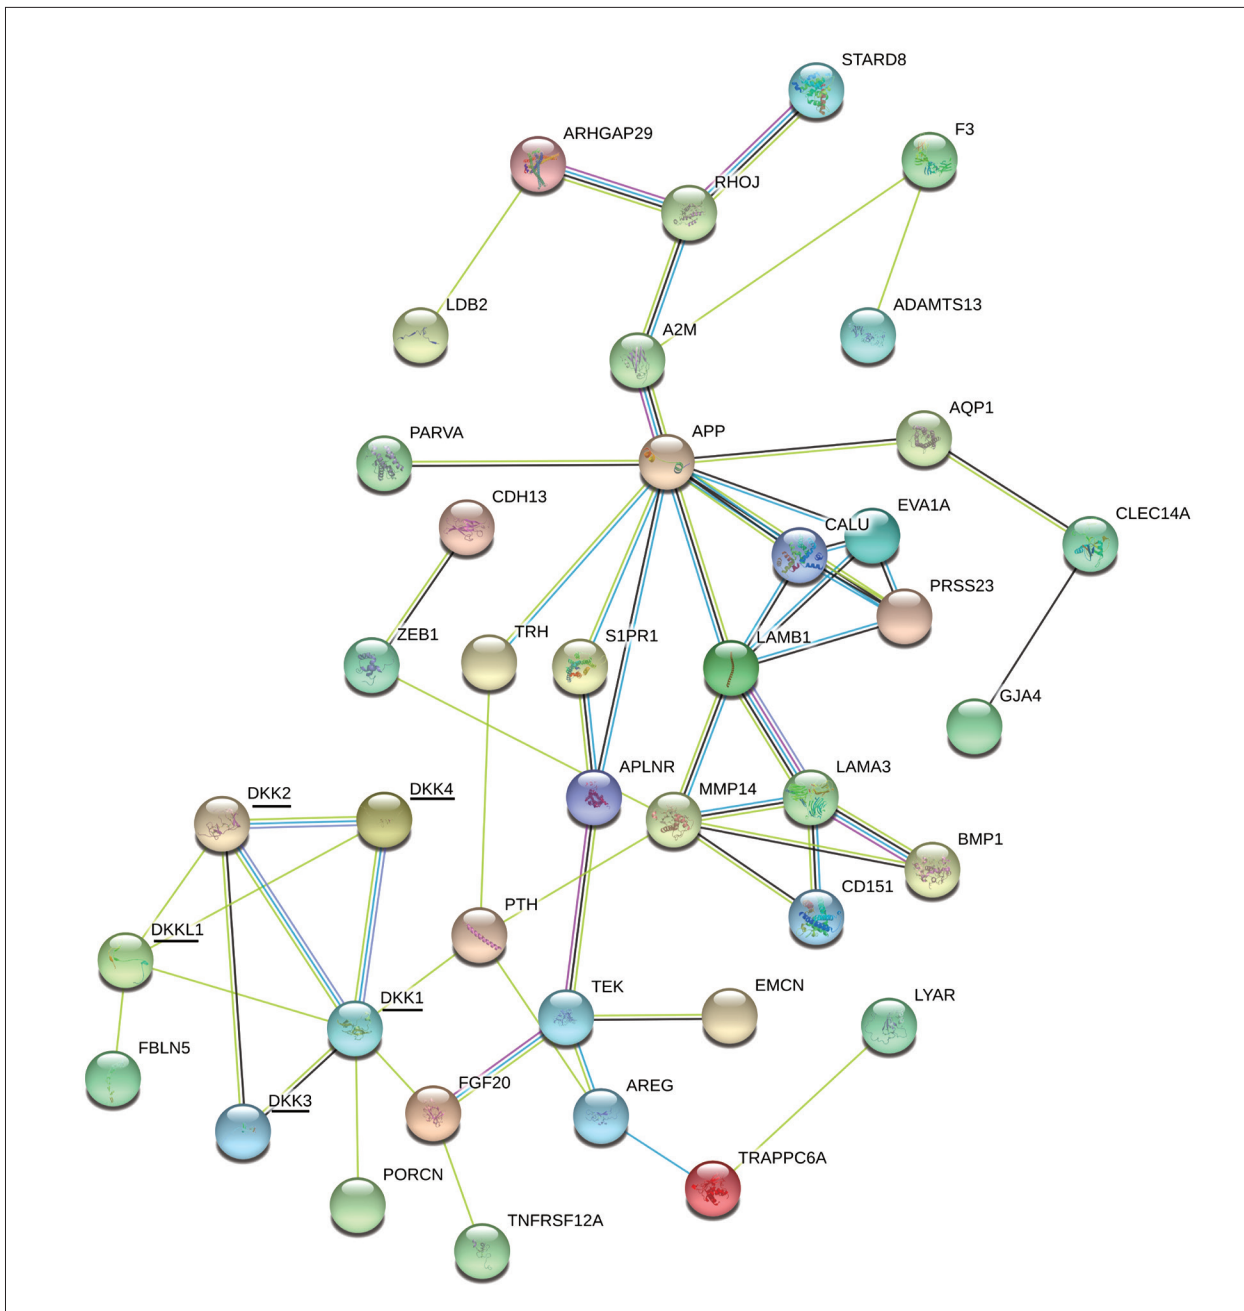 STARD8
ARHGAP29
F3
RHOJ
LDB2
ADAMTS13
A2M
AQP1
PARVA
APP
CDH13
EVA1A
CLEC14A
CALU
PRSS23
ZEB1
TRH
S1PR1
LAMB1
GJA4
APLNR
LAMA3
DKK2
DKK4
MMP14
BMP1
CD151
PTH
DKKL1
TEK
EMCN
LYAR
DKK1
FBLN5
FGF20
AREG
DKK3
TRAPPC6A
PORCN
TNFRSF12A